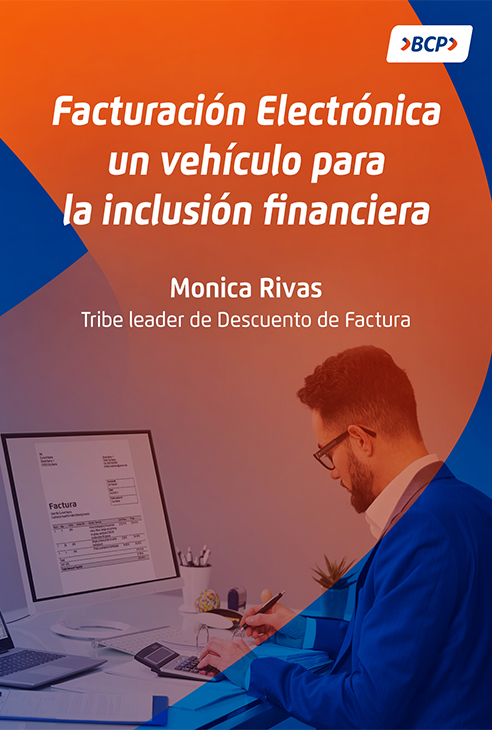 BCP
Facturación Electrónica
un vehículo para
la inclusión financiera
Monica Rivas
Tribe leader de Descuento de Factura
Factura